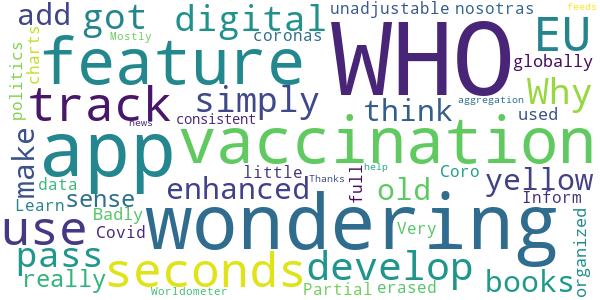 add got digital unadjustable nosotras feeds
Mostly coronas WHO EU
politics charts feature globally
track simply think Why
aggregation
app news consistent vaccination used
make data little Thanks full help Coro yellow
Learn sense enhanced old Inform
use Badly wondering Very organized
Covid
pass seconds develop books
really Worldometer Partial erased